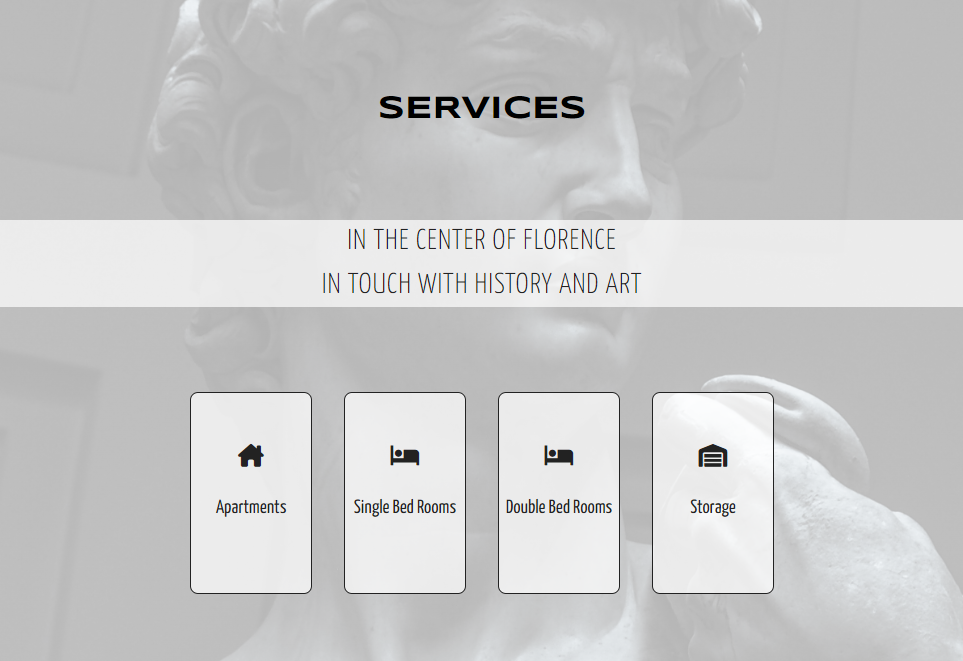 SERVICES
IN THE CENTER OF FLORENCE
IN TOUCH WITH HISTORY AND ART
Apartments
Single Bed Rooms
Double Bed Rooms
Storage